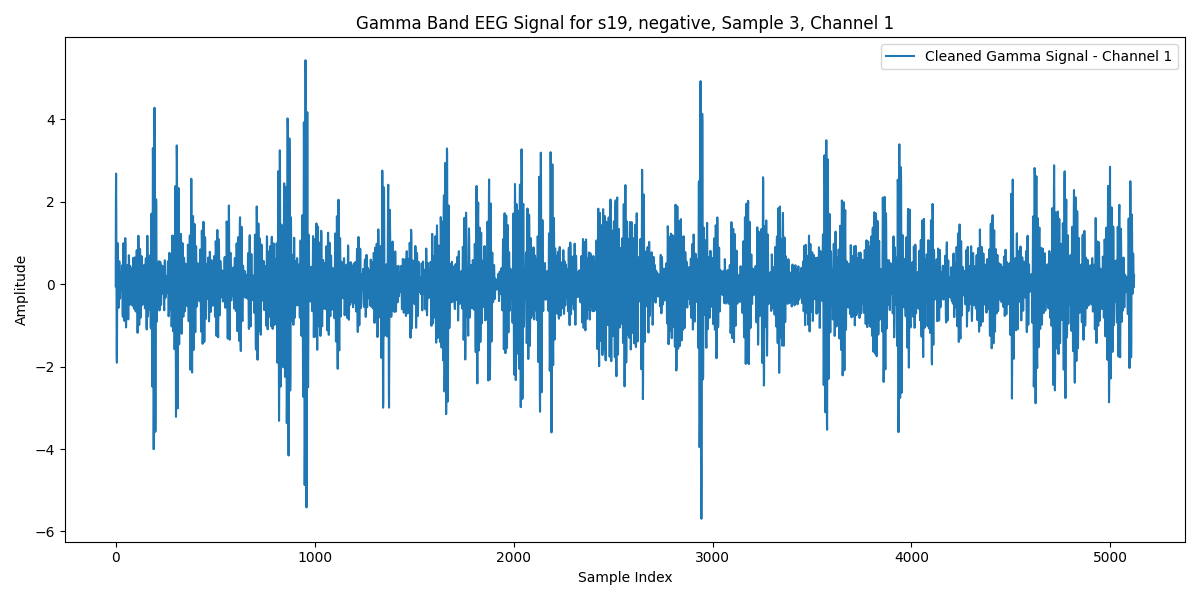 Gamma Band EEG Signal for s19, negative, Sample 3, Channel 1
Cleaned Gamma Signal - Channel 1
Amplitude
4
2
0
−2
−4
−6
0 1000 2000 3000 4000 5000
Sample Index